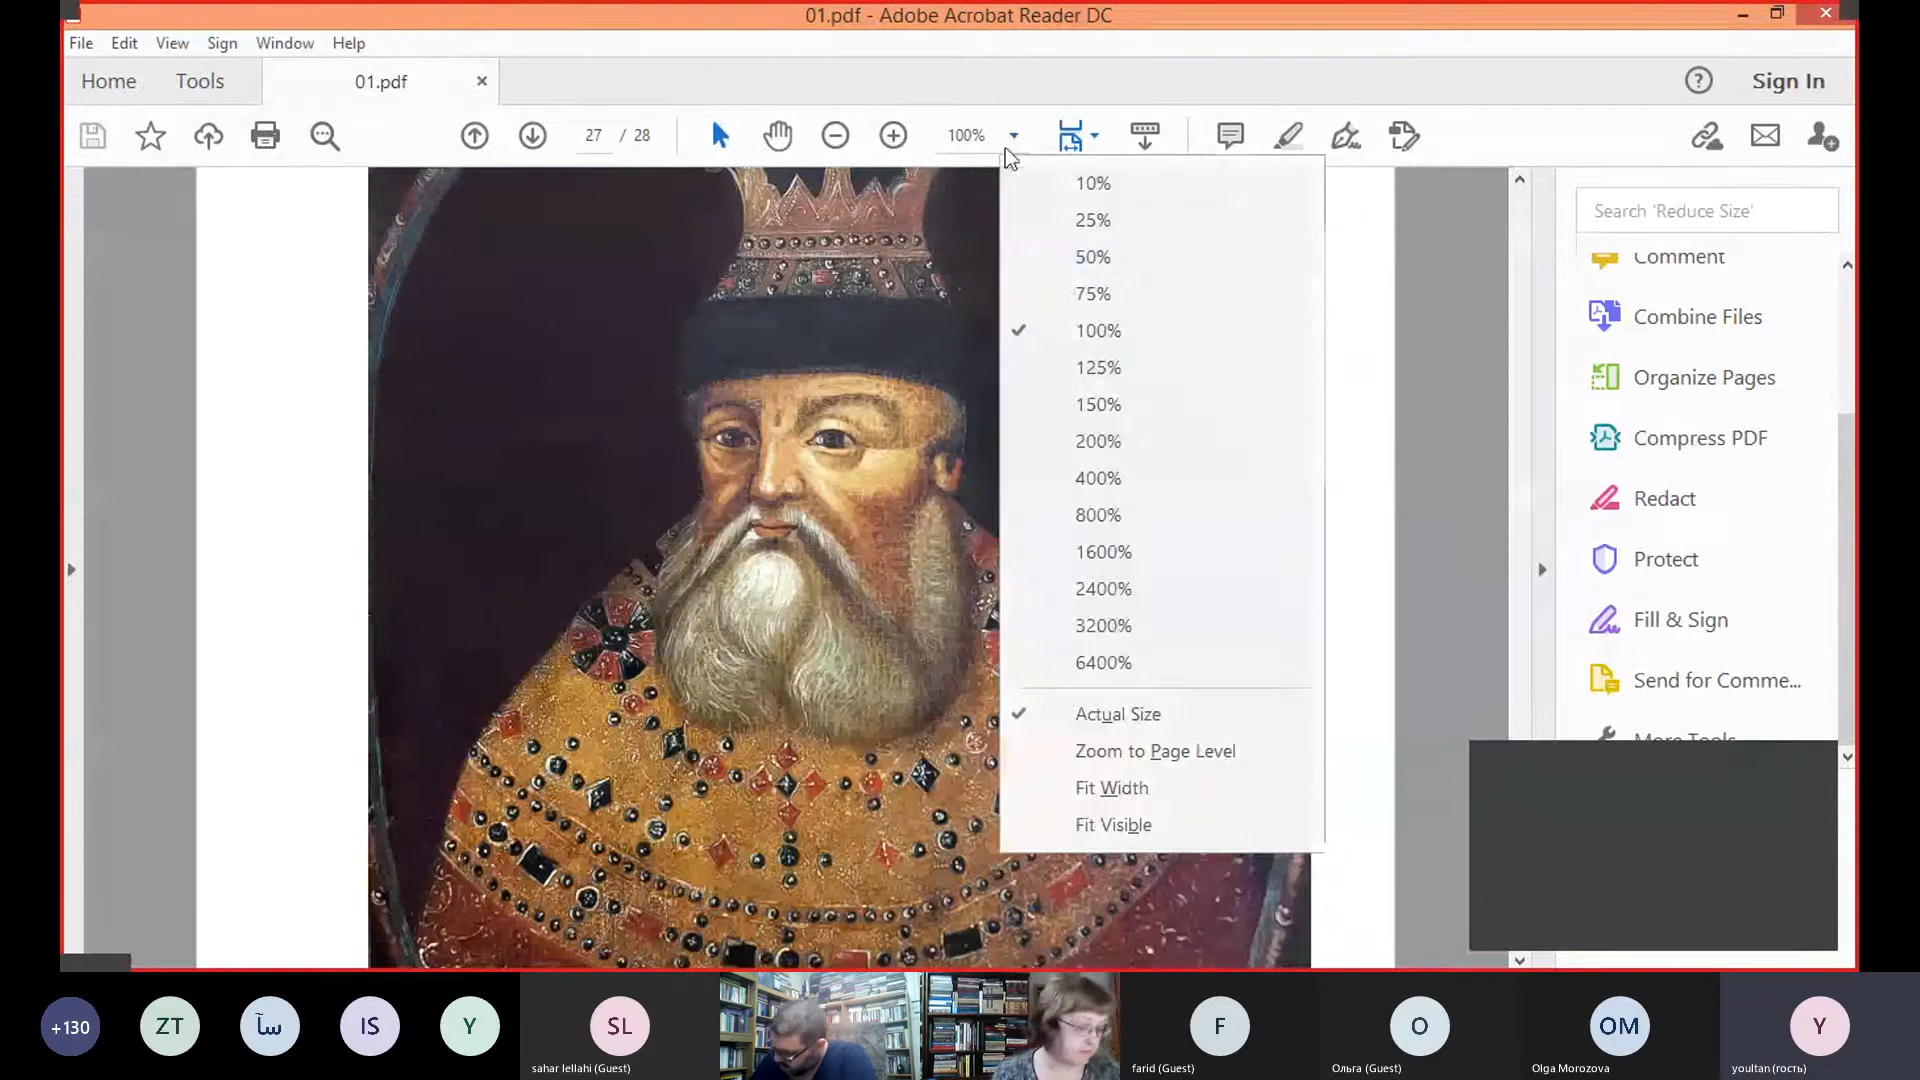 01.pdf - Adobe Acrobat Reader DC
File Edit View Sign Window Help
Home Tools 01.pdf Sign In
27 / 28 100%
10%
25%
50%
75%
100%
125%
150%
200%
400%
800%
1600%
2400%
3200%
6400%
Actual Size
Zoom to Page Level
Fit Width
Fit Visible
Search 'Reduce Size'
Comment
Combine Files
Organize Pages
Compress PDF
Redact
Protect
Fill & Sign
Send for Comme...
More Tools
+130 ZT سآ IS Y SL F O OM Y
sahar lellahi (Guest) farid (Guest) Ольга (Guest) Olga Morozova youltan (гость)